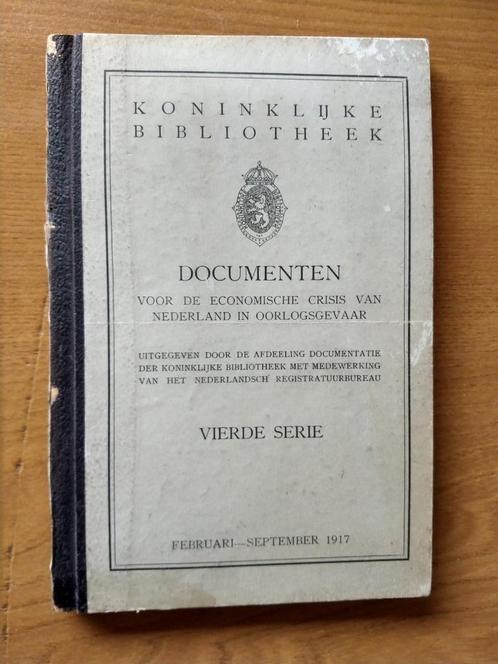 KONINKLIJKE
BIBLIOTHEEK
DOCUMENTEN
VOOR DE ECONOMISCHE CRISIS VAN
NEDERLAND IN OORLOGSGEVAAR
UITGEGEVEN DOOR DE AFDEELING DOCUMENTATIE
DER KONINKLIJKE BIBLIOTHEEK MET MEDEWERKING
VAN HET NEDERLANDSCH REGISTRATUURBUREAU
VIERDE SERIE
FEBRUARI—SEPTEMBER 1917